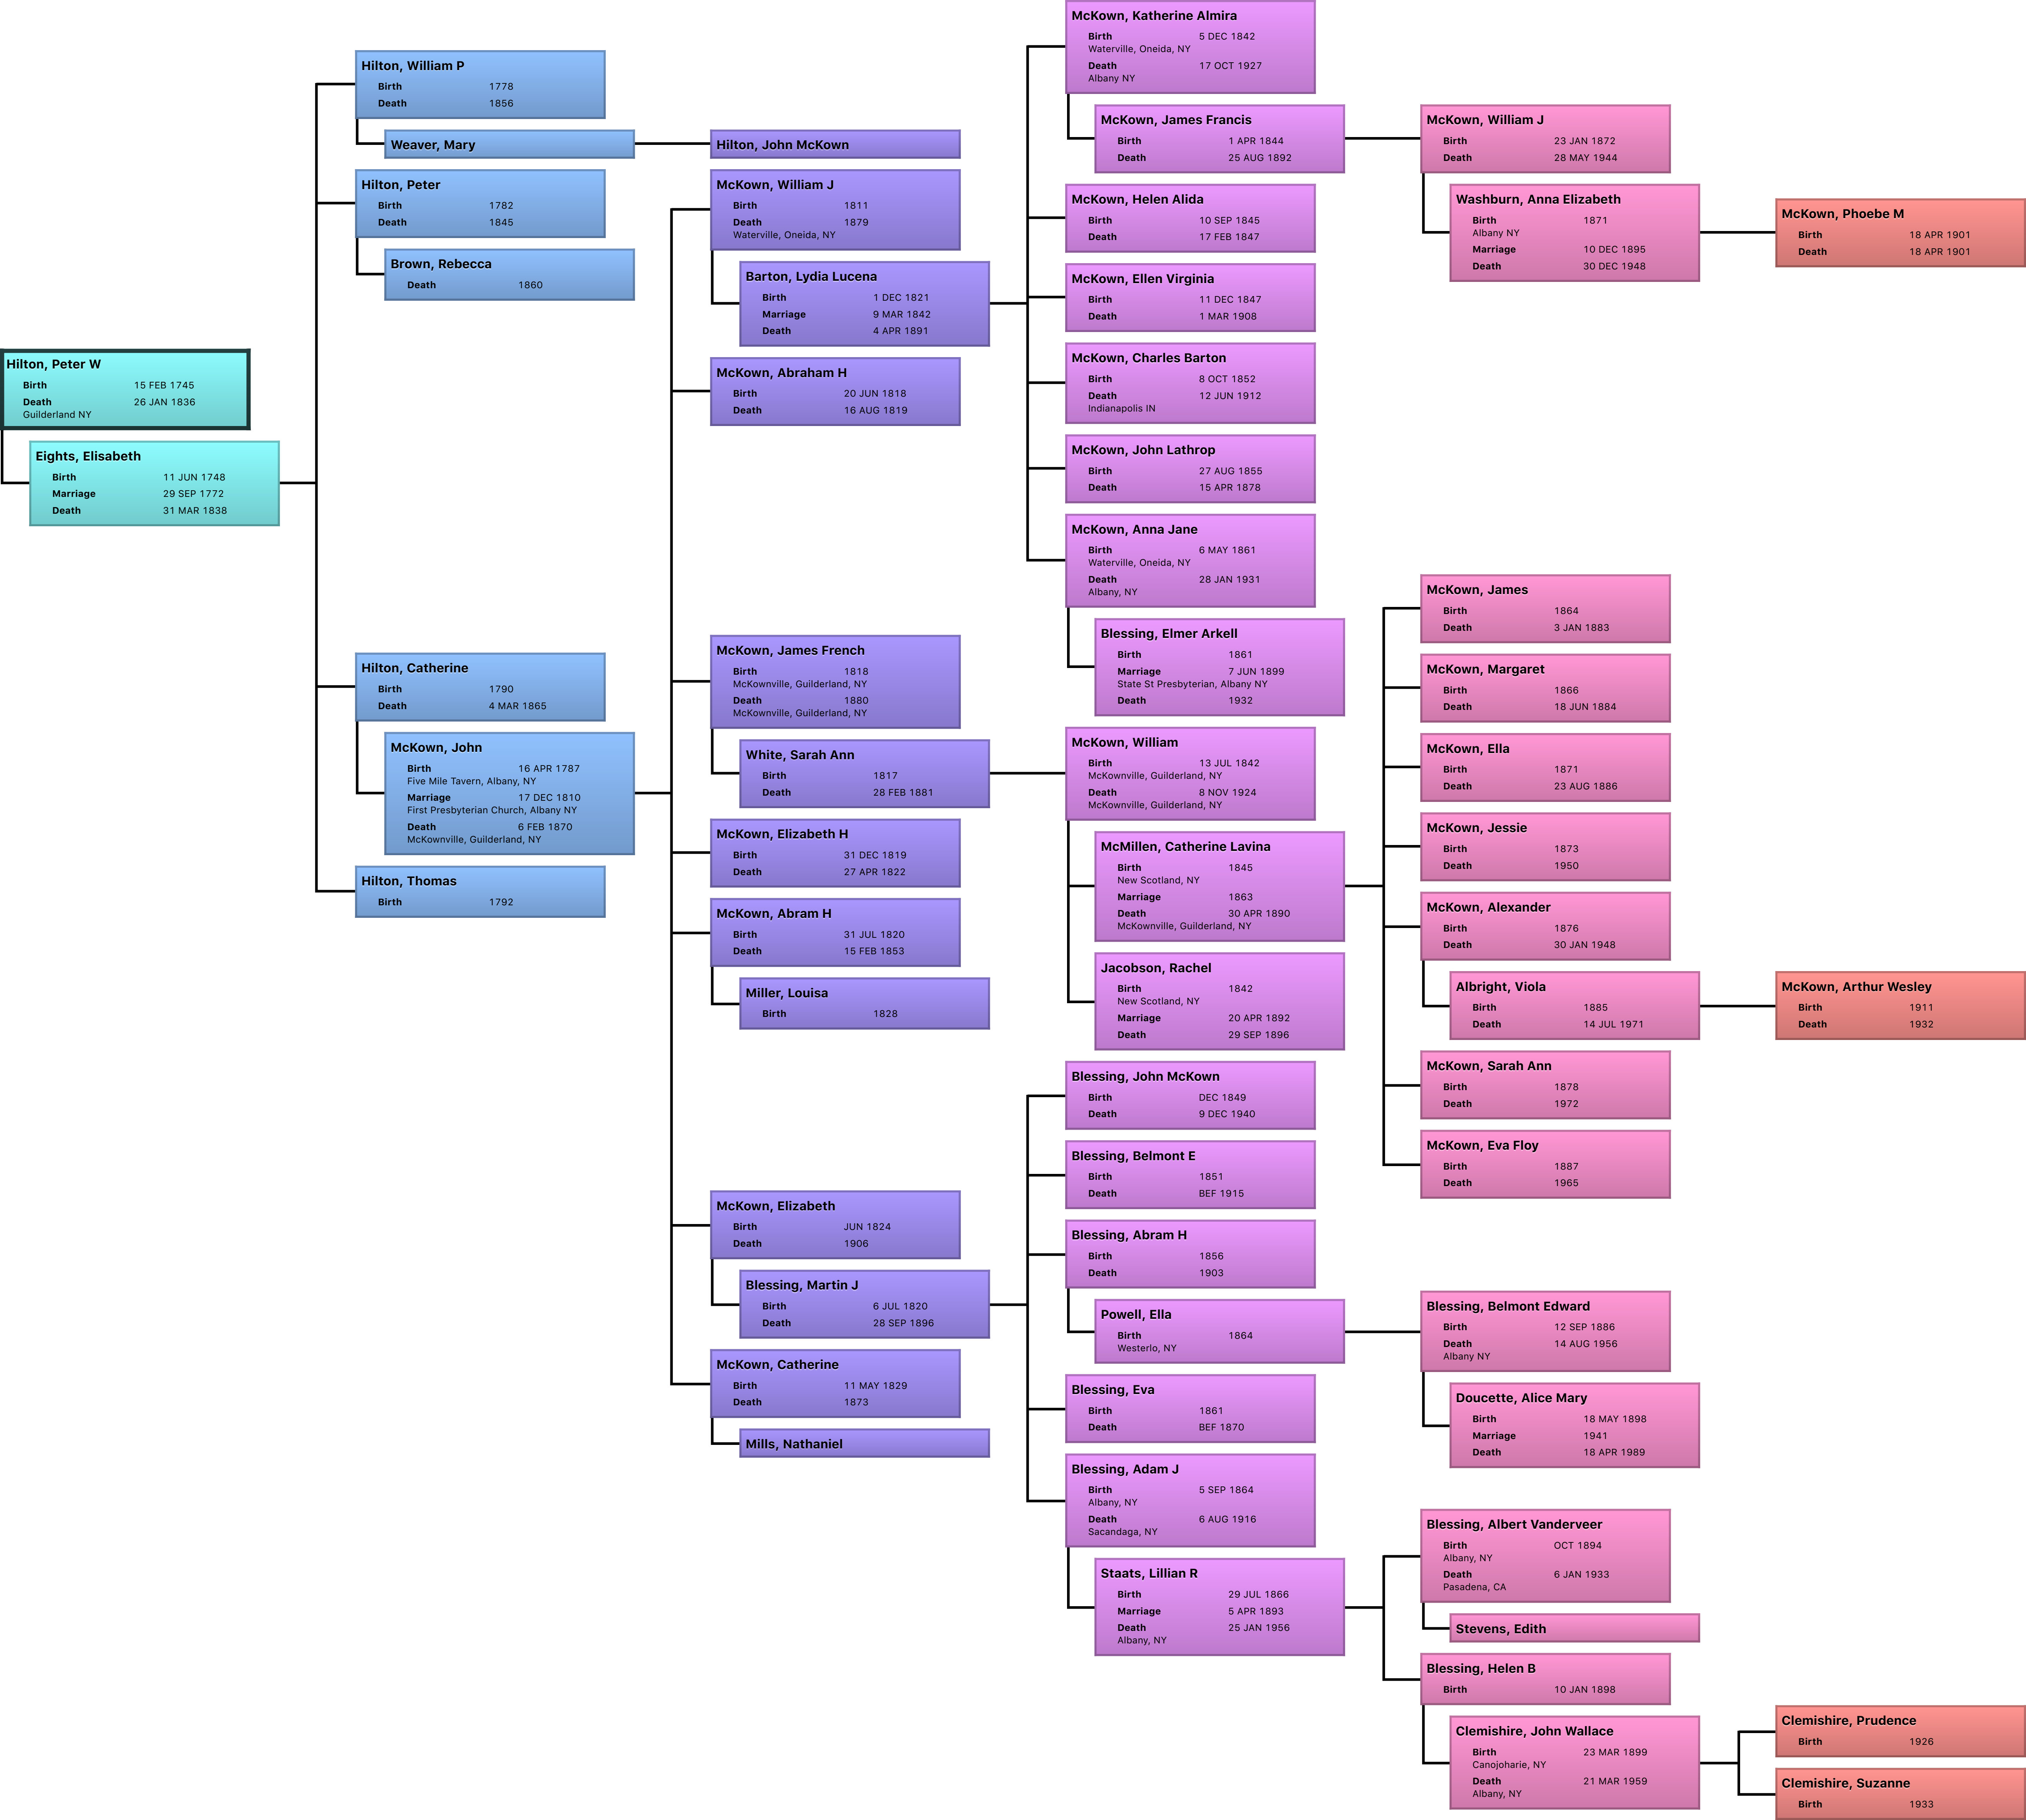 Hilton, Peter W
Birth 15 FEB 1745
Death 26 JAN 1836
Guilderland NY
Eights, Elisabeth
Birth 11 JUN 1748
Marriage 29 SEP 1772
Death 31 MAR 1838
Hilton, William P
Birth 1778
Death 1856
Weaver, Mary
Hilton, Peter
Birth 1782
Death 1845
Brown, Rebecca
Death 1860
Hilton, Catherine
Birth 1790
Death 4 MAR 1865
McKown, John
Birth 16 APR 1787
Five Mile Tavern, Albany, NY
Marriage 17 DEC 1810
First Presbyterian Church, Albany NY
Death 6 FEB 1870
McKownville, Guilderland, NY
Hilton, Thomas
Birth 1792
Hilton, John McKown
McKown, William J
Birth 1811
Death 1879
Waterville, Oneida, NY
Barton, Lydia Lucena
Birth 1 DEC 1821
Marriage 9 MAR 1842
Death 4 APR 1891
McKown, Abraham H
Birth 20 JUN 1818
Death 16 AUG 1819
McKown, James French
Birth 1818
McKownville, Guilderland, NY
Death 1880
McKownville, Guilderland, NY
White, Sarah Ann
Birth 1817
Death 28 FEB 1881
McKown, Elizabeth H
Birth 31 DEC 1819
Death 27 APR 1822
McKown, Abram H
Birth 31 JUL 1820
Death 15 FEB 1853
Miller, Louisa
Birth 1828
McKown, Elizabeth
Birth JUN 1824
Death 1906
Blessing, Martin J
Birth 6 JUL 1820
Death 28 SEP 1896
McKown, Catherine
Birth 11 MAY 1829
Death 1873
Mills, Nathaniel
McKown, Katherine Almira
Birth 5 DEC 1842
Waterville, Oneida, NY
Death 17 OCT 1927
Albany NY
McKown, James Francis
Birth 1 APR 1844
Death 25 AUG 1892
McKown, Helen Alida
Birth 10 SEP 1845
Death 17 FEB 1847
McKown, Ellen Virginia
Birth 11 DEC 1847
Death 1 MAR 1908
McKown, Charles Barton
Birth 8 OCT 1852
Death 12 JUN 1912
Indianapolis IN
McKown, John Lathrop
Birth 27 AUG 1855
Death 15 APR 1878
McKown, Anna Jane
Birth 6 MAY 1861
Waterville, Oneida, NY
Death 28 JAN 1931
Albany, NY
Blessing, Elmer Arkell
Birth 1861
Marriage 7 JUN 1899
State St Presbyterian, Albany NY
Death 1932
McKown, William
Birth 13 JUL 1842
McKownville, Guilderland, NY
Death 8 NOV 1924
McKownville, Guilderland, NY
McMillen, Catherine Lavina
Birth 1845
New Scotland, NY
Marriage 1863
Death 30 APR 1890
McKownville, Guilderland, NY
Jacobson, Rachel
Birth 1842
New Scotland, NY
Marriage 20 APR 1892
Death 29 SEP 1896
Blessing, John McKown
Birth DEC 1849
Death 9 DEC 1940
Blessing, Belmont E
Birth 1851
Death BEF 1915
Blessing, Abram H
Birth 1856
Death 1903
Powell, Ella
Birth 1864
Westerlo, NY
Blessing, Eva
Birth 1861
Death BEF 1870
Blessing, Adam J
Birth 5 SEP 1864
Albany, NY
Death 6 AUG 1916
Sacandaga, NY
Staats, Lillian R
Birth 29 JUL 1866
Marriage 5 APR 1893
Death 25 JAN 1956
Albany, NY
McKown, William J
Birth 23 JAN 1872
Death 28 MAY 1944
Washburn, Anna Elizabeth
Birth 1871
Albany NY
Marriage 10 DEC 1895
Death 30 DEC 1948
McKown, James
Birth 1864
Death 3 JAN 1883
McKown, Margaret
Birth 1866
Death 18 JUN 1884
McKown, Ella
Birth 1871
Death 23 AUG 1886
McKown, Jessie
Birth 1873
Death 1950
McKown, Alexander
Birth 1876
Death 30 JAN 1948
Albright, Viola
Birth 1885
Death 14 JUL 1971
McKown, Sarah Ann
Birth 1878
Death 1972
McKown, Eva Floy
Birth 1887
Death 1965
Blessing, Belmont Edward
Birth 12 SEP 1886
Death 14 AUG 1956
Albany NY
Doucette, Alice Mary
Birth 18 MAY 1898
Marriage 1941
Death 18 APR 1989
Blessing, Albert Vanderveer
Birth OCT 1894
Albany, NY
Death 6 JAN 1933
Pasadena, CA
Stevens, Edith
Blessing, Helen B
Birth 10 JAN 1898
Clemishire, John Wallace
Birth 23 MAR 1899
Canojoharie, NY
Death 21 MAR 1959
Albany, NY
McKown, Phoebe M
Birth 18 APR 1901
Death 18 APR 1901
McKown, Arthur Wesley
Birth 1911
Death 1932
Clemishire, Prudence
Birth 1926
Clemishire, Suzanne
Birth 1933